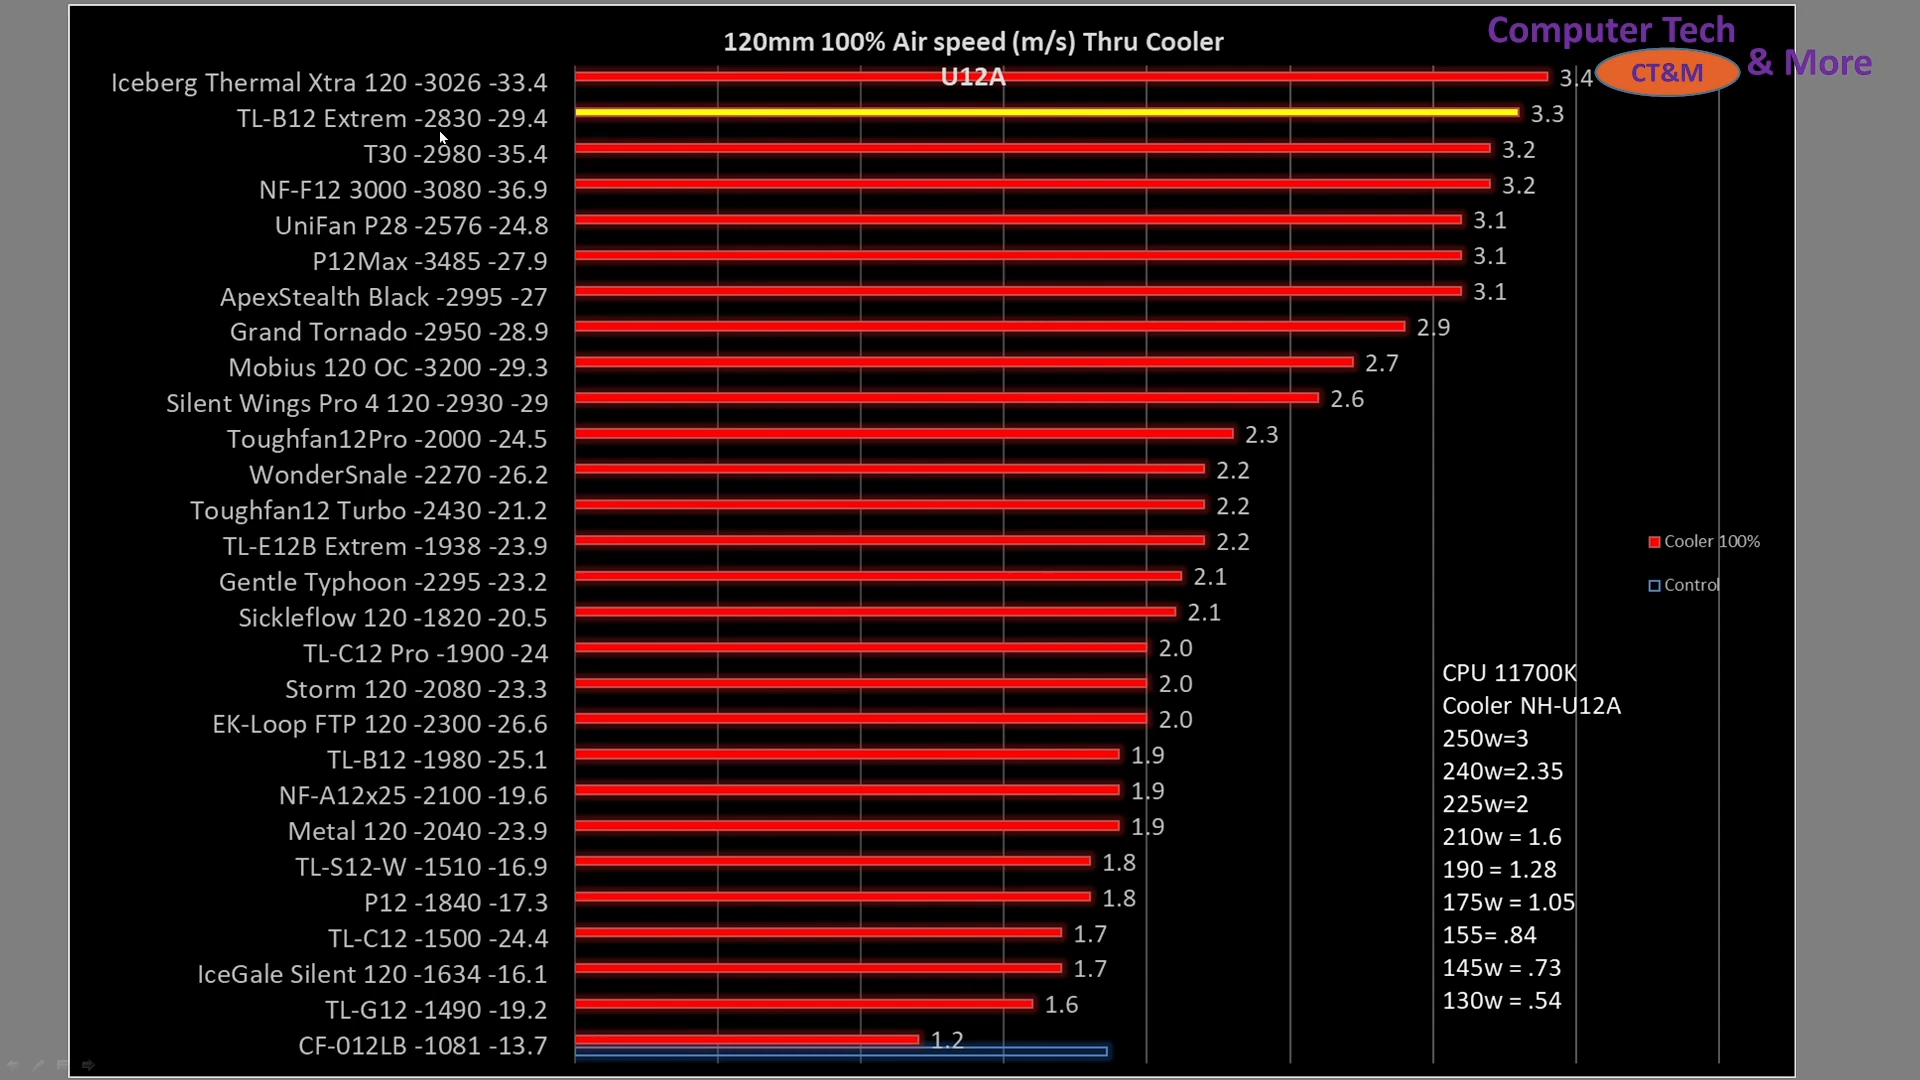 Computer Tech
CT&M & More
120mm 100% Air speed (m/s) Thru Cooler
U12A
Iceberg Thermal Xtra 120 -3026 -33.4 3.4
TL-B12 Extrem -2830 -29.4 3.3
T30 -2980 -35.4 3.2
NF-F12 3000 -3080 -36.9 3.2
UniFan P28 -2576 -24.8 3.1
P12Max -3485 -27.9 3.1
ApexStealth Black -2995 -27 3.1
Grand Tornado -2950 -28.9 2.9
Mobius 120 OC -3200 -29.3 2.7
Silent Wings Pro 4 120 -2930 -29 2.6
Toughfan12Pro -2000 -24.5 2.3
WonderSnale -2270 -26.2 2.2
Toughfan12 Turbo -2430 -21.2 2.2
TL-E12B Extrem -1938 -23.9 2.2
Gentle Typhoon -2295 -23.2 2.1
Sickleflow 120 -1820 -20.5 2.1
TL-C12 Pro -1900 -24 2.0
Storm 120 -2080 -23.3 2.0
EK-Loop FTP 120 -2300 -26.6 2.0
TL-B12 -1980 -25.1 1.9
NF-A12x25 -2100 -19.6 1.9
Metal 120 -2040 -23.9 1.9
TL-S12-W -1510 -16.9 1.8
P12 -1840 -17.3 1.8
TL-C12 -1500 -24.4 1.7
IceGale Silent 120 -1634 -16.1 1.7
TL-G12 -1490 -19.2 1.6
CF-012LB -1081 -13.7 1.2
Cooler 100%
Control
CPU 11700K
Cooler NH-U12A
250w=3
240w=2.35
225w=2
210w = 1.6
190 = 1.28
175w = 1.05
155= .84
145w = .73
130w = .54